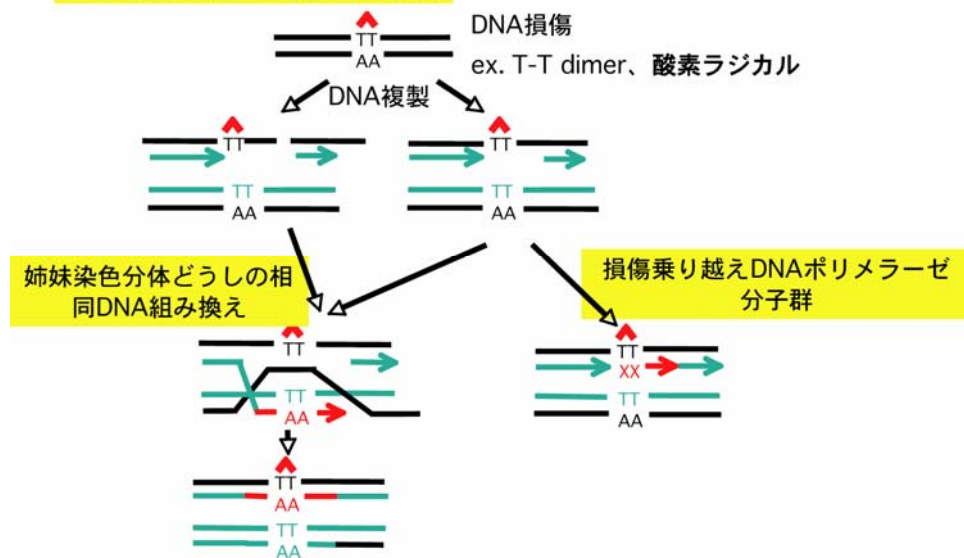 DNA損傷
TT
AA
ex. T-T dimer、酸素ラジカル
DNA複製
TT
TT
TT
AA
TT
AA
姉妹染色分体どうしの相
同DNA組み換え
損傷乗り越えDNAポリメラーゼ
分子群
TT
TT
AA
TT
XX
TT
AA
TT
AA
TT
AA